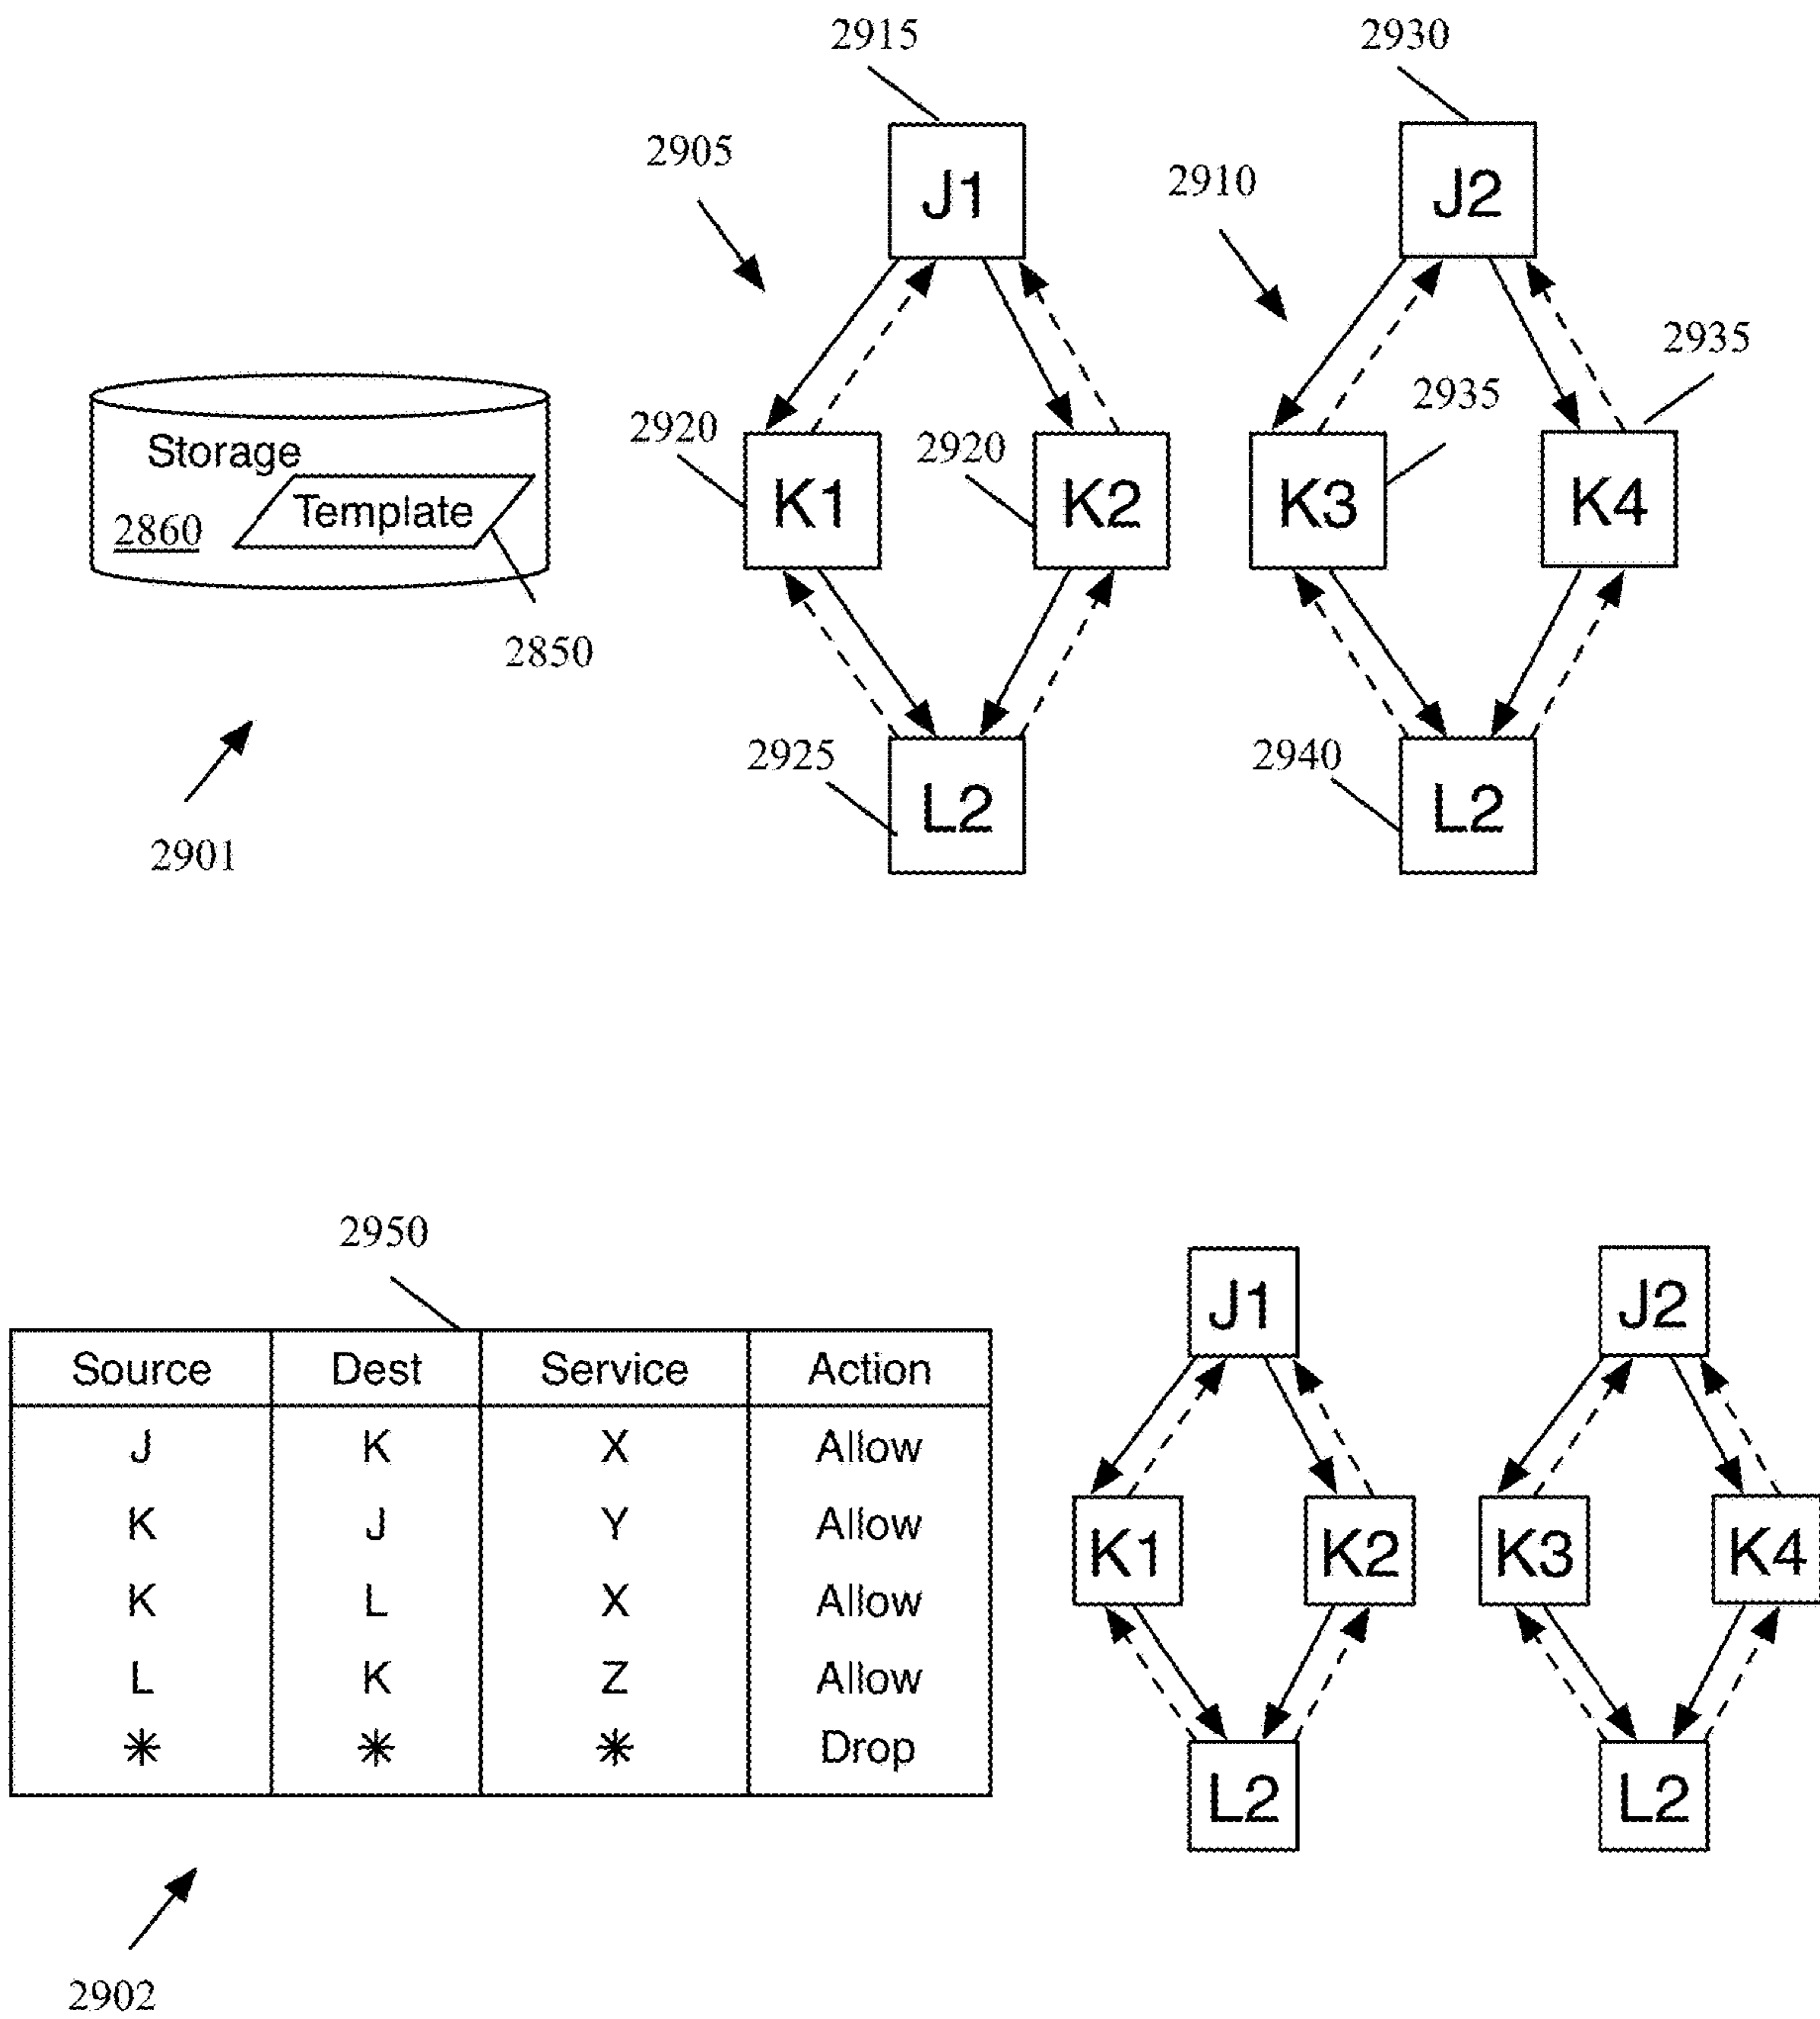 2915
2930
2905
J1
2910
J2
2935
2935
Storage
2860
Template
2850
2920
K1
2920
K2
K3
K4
2925
L2
2940
L2
2901
2950
Source Dest Service Action
J K X Allow
K J Y Allow
K L X Allow
L K Z Allow
* * * Drop
J1
J2
K1
K2
K3
K4
L2
L2
2902